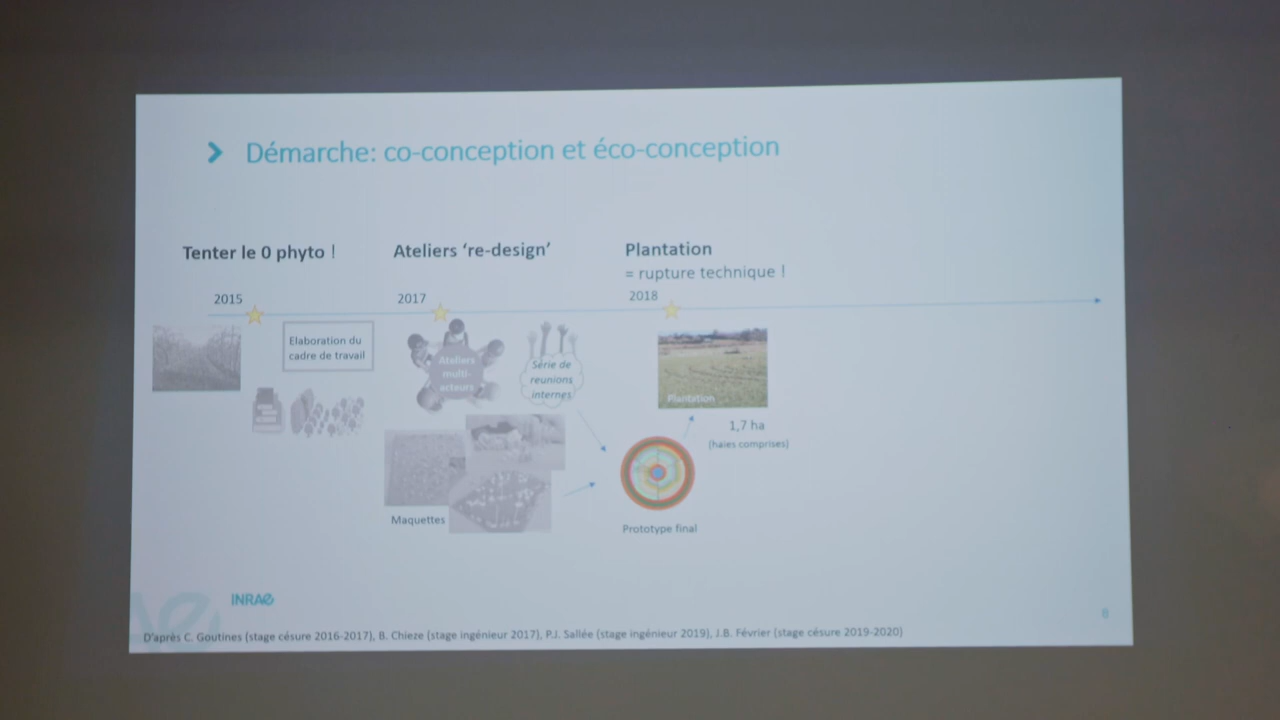 Démarche: co-conception et éco-conception
Tenter le 0 phyto !
Ateliers ‘re-design’
Plantation
= rupture technique !
2015
2017
2018
Elaboration du
cadre de travail
Ateliers
multi-
acteurs
Série de
reunions
internes
Plantation
1,7 ha
(haies comprises)
Maquettes
Prototype final
INRAE
D'après C. Goutines (stage césure 2016-2017), B. Chieze (stage ingénieur 2017), P.J. Sallée (stage ingénieur 2019), J.B. Février (stage césure 2019-2020)
6